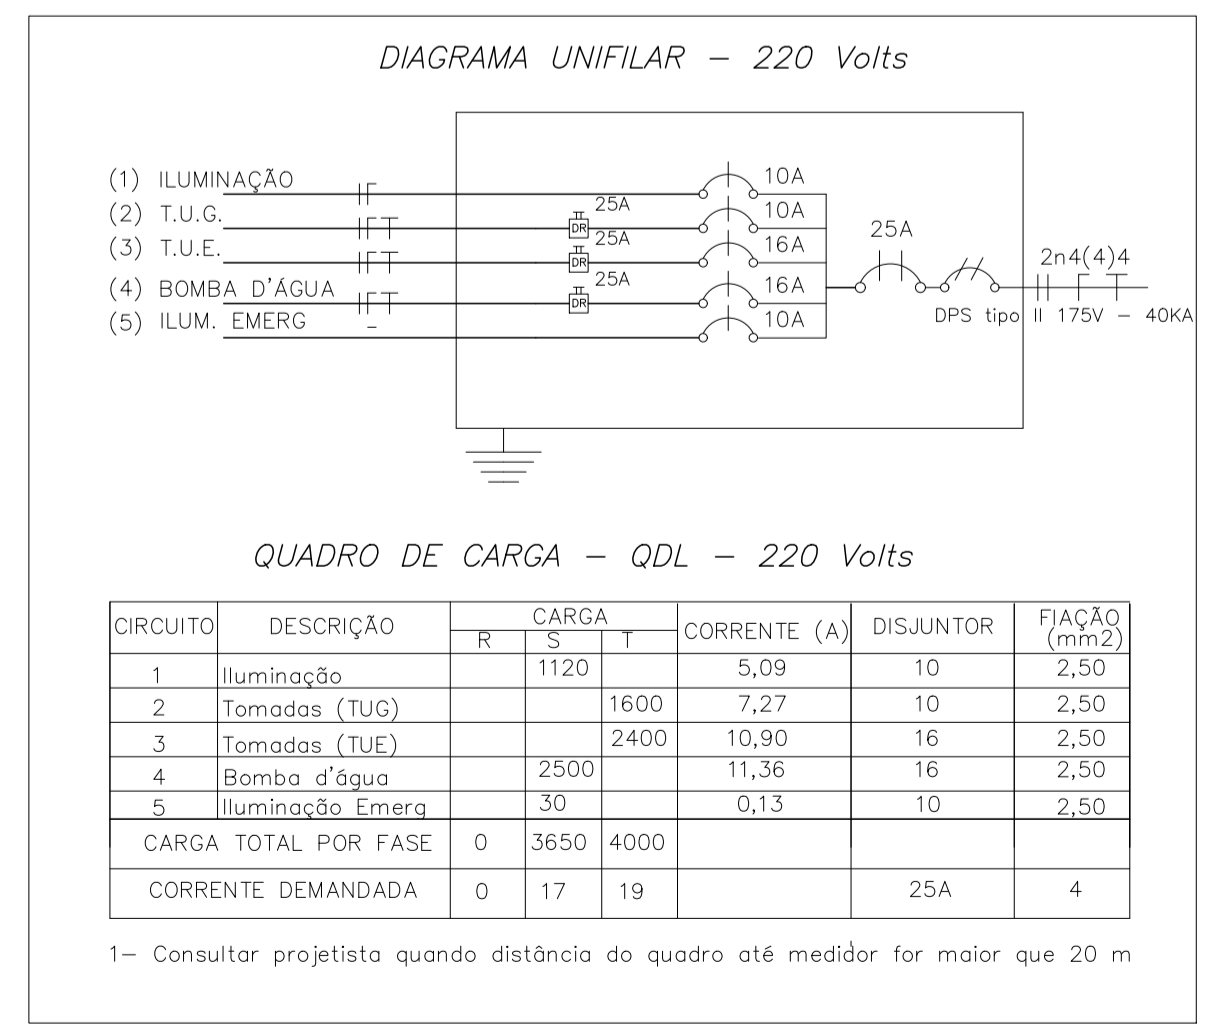 DIAGRAMA UNIFILAR – 220 Volts
(1) ILUMINAÇÃO
10A
(2) T.U.G.
25A
10A
(3) T.U.E.
25A
16A
(4) BOMBA D'ÁGUA
25A
16A
(5) ILUM. EMERG
10A
25A
2n4(4)4
DPS tipo II 175V – 40KA
DR
DR
DR
QUADRO DE CARGA – QDL – 220 Volts
CIRCUITO DESCRIÇÃO CARGA CORRENTE (A) DISJUNTOR FIAÇÃO (mm2)
R S T
1 Iluminação 1120 5,09 10 2,50
2 Tomadas (TUG) 1600 7,27 10 2,50
3 Tomadas (TUE) 2400 10,90 16 2,50
4 Bomba d'água 2500 11,36 16 2,50
5 Iluminação Emerg 30 0,13 10 2,50
CARGA TOTAL POR FASE 0 3650 4000
CORRENTE DEMANDADA 0 17 19 25A 4
1– Consultar projetista quando distância do quadro até medidor for maior que 20 m